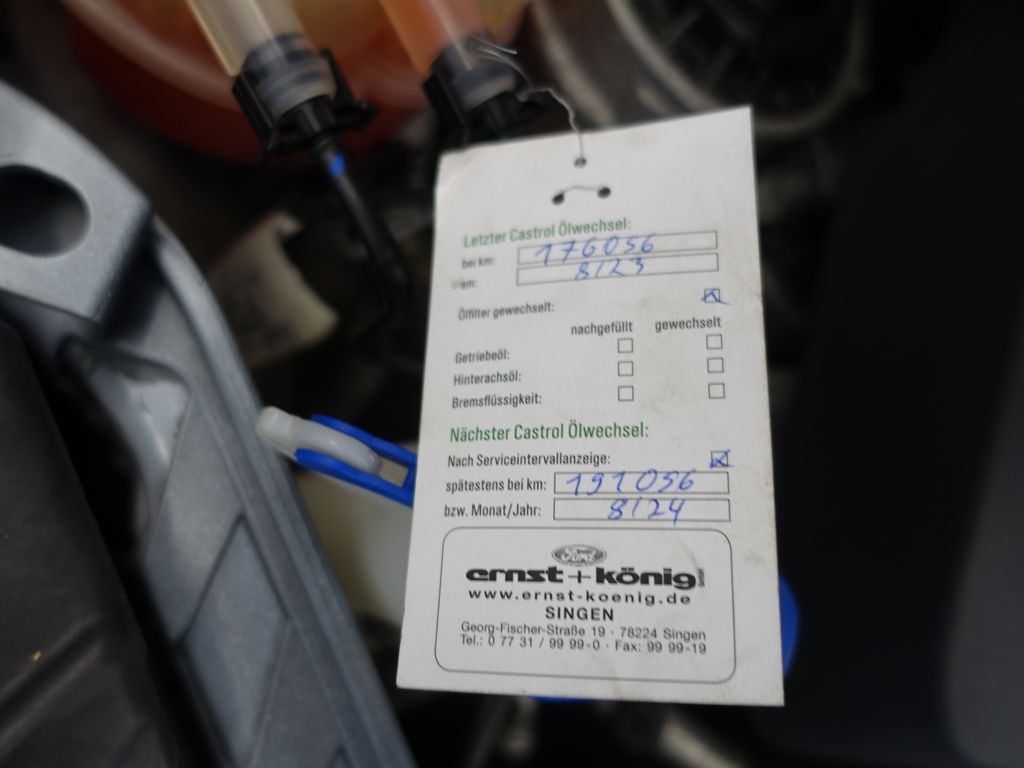 Letzter Castrol Ölwechsel:
bei km: 176056
am: 8/23
Ölfilter gewechselt:
nachgefüllt gewechselt
Getriebeöl:
Hinterachsöl:
Bremsflüssigkeit:
Nächster Castrol Ölwechsel:
Nach Serviceintervallanzeige:
spätestens bei km: 191056
bzw. Monat/Jahr: 8/24
Ford
ernst+könig GmbH
www.ernst-koenig.de
SINGEN
Georg-Fischer-Straße 19 · 78224 Singen
Tel.: 0 77 31 / 99 99-0 · Fax: 99 99-19